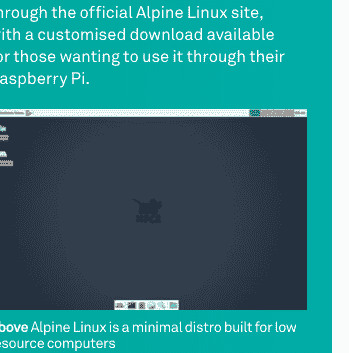 hrough the official Alpine Linux site,
ith a customised download available
or those wanting to use it through their
aspberry Pi.
bove Alpine Linux is a minimal distro built for low
esource computers